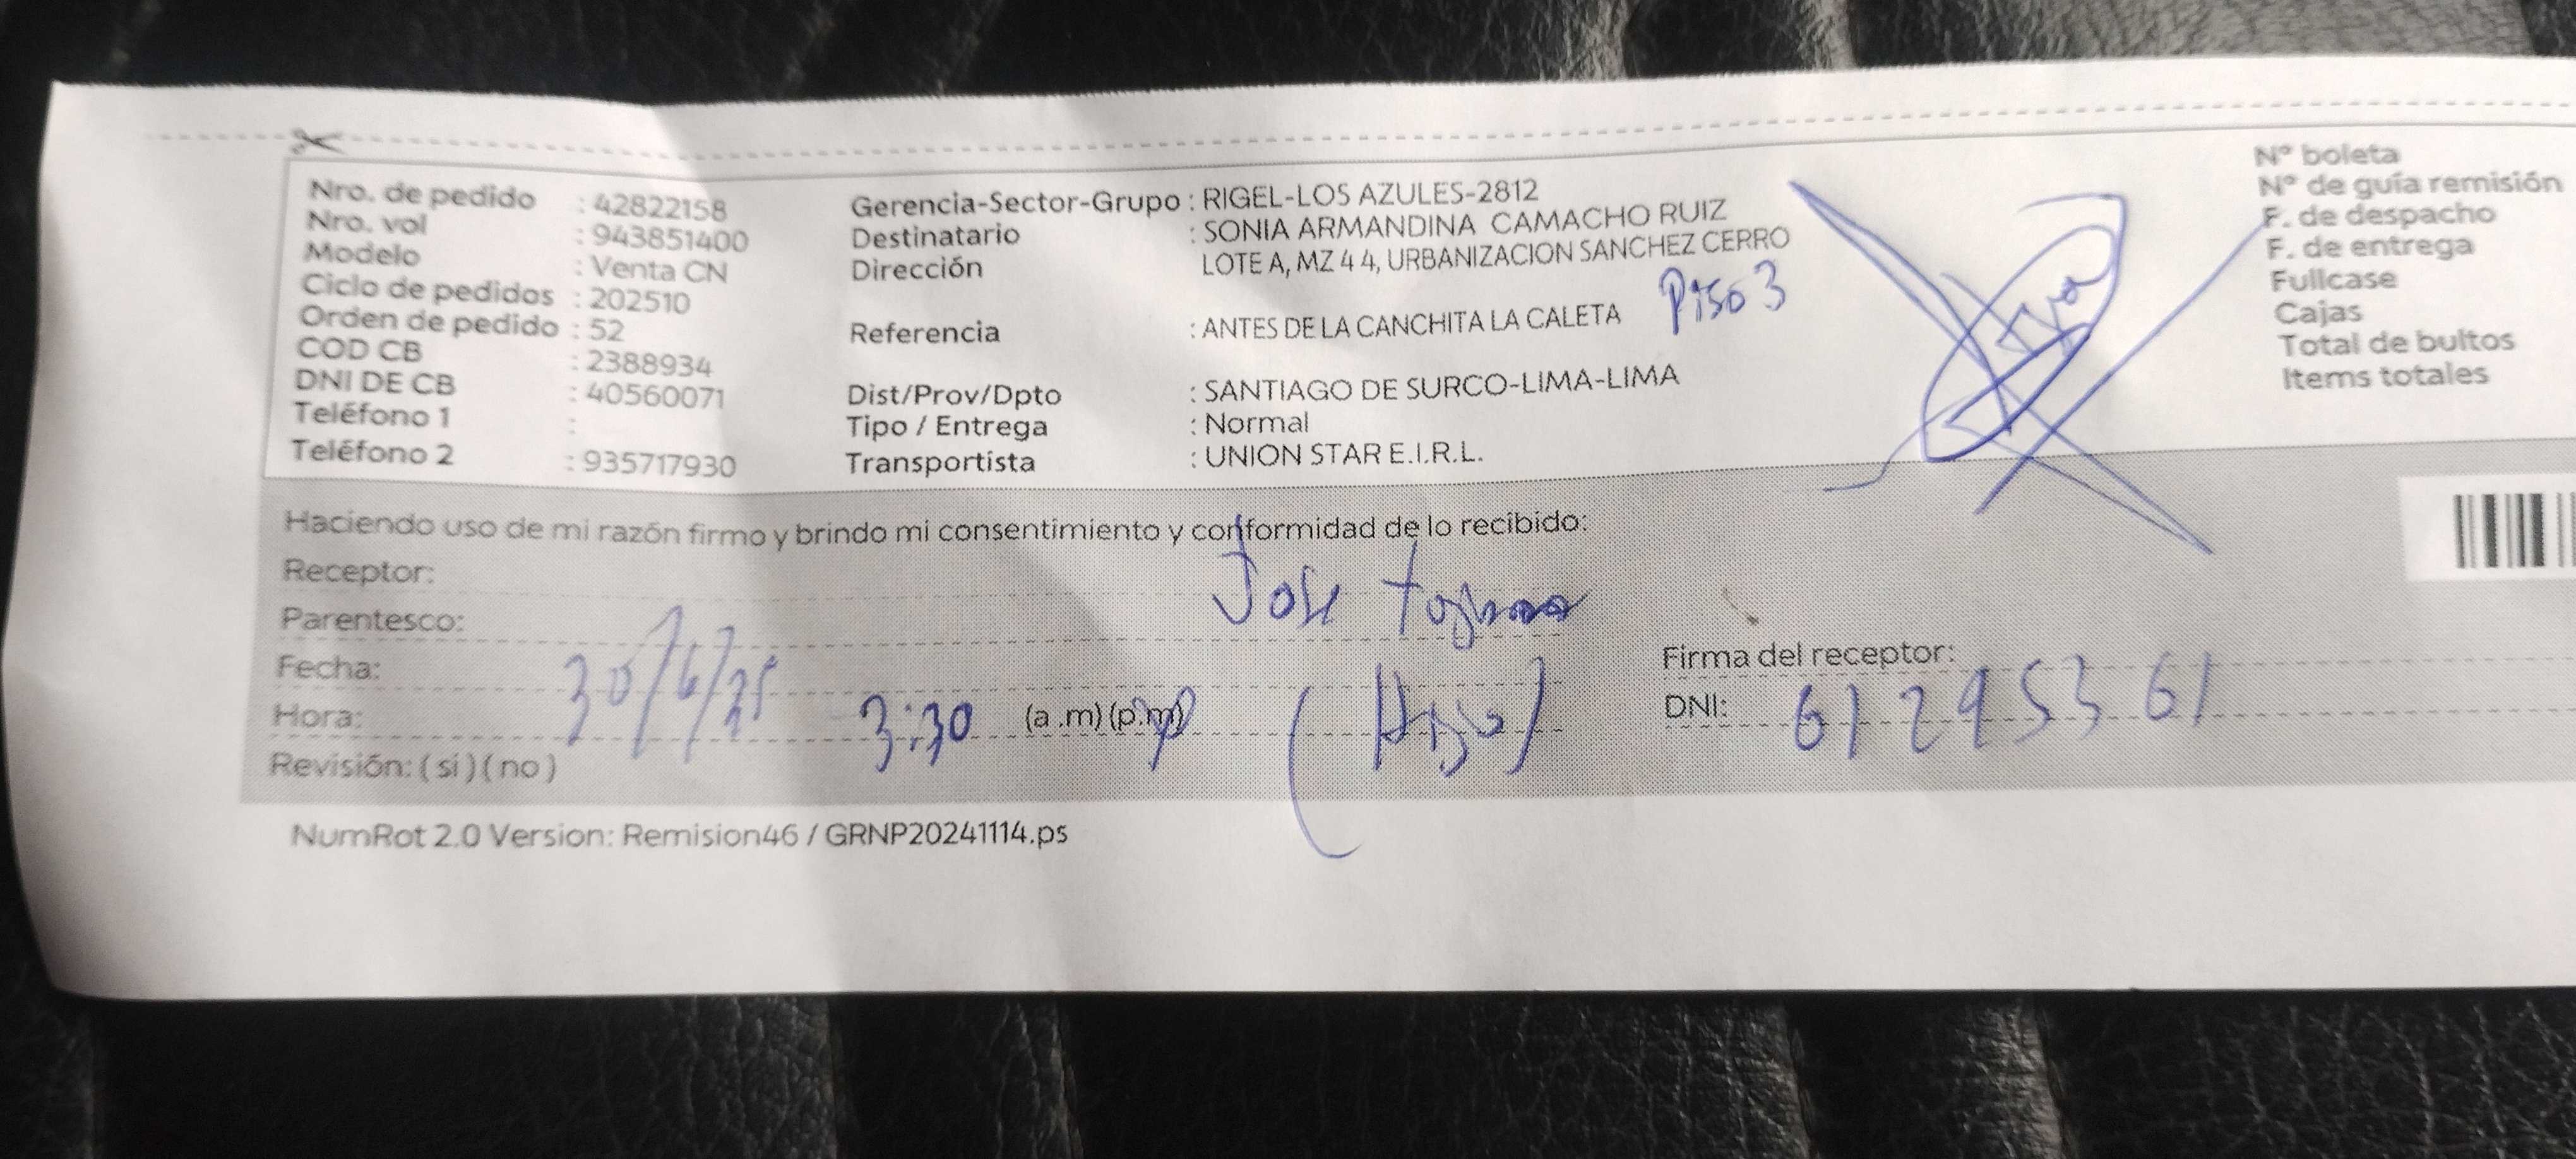 Nro. de pedido : 42822158
Nro. vol : 943851400
Modelo : Venta CN
Ciclo de pedidos : 202510
Orden de pedido : 52
COD CB : 2388934
DNI DE CB : 40560071
Teléfono 1 :
Teléfono 2 : 935717930
Gerencia-Sector-Grupo : RIGEL-LOS AZULES-2812
Destinatario : SONIA ARMANDINA CAMACHO RUIZ
Dirección LOTE A, MZ 4 4, URBANIZACION SANCHEZ CERRO
Piso 3
Referencia : ANTES DE LA CANCHITA LA CALETA
Dist/Prov/Dpto : SANTIAGO DE SURCO-LIMA-LIMA
Tipo / Entrega : Normal
Transportista : UNION STAR E.I.R.L.
Nº boleta
Nº de guía remisión
F. de despacho
F. de entrega
Fullcase
Cajas
Total de bultos
Items totales
Haciendo uso de mi razón firmo y brindo mi consentimiento y conformidad de lo recibido:
Receptor: Jose
Parentesco:
Fecha: 30/6/25
Hora: 3:30 (a .m) (p.m) (Hijo)
Revisión: ( si ) ( no )
Firma del receptor:
DNI: 61295361
NumRot 2.0 Version: Remision46 / GRNP20241114.ps